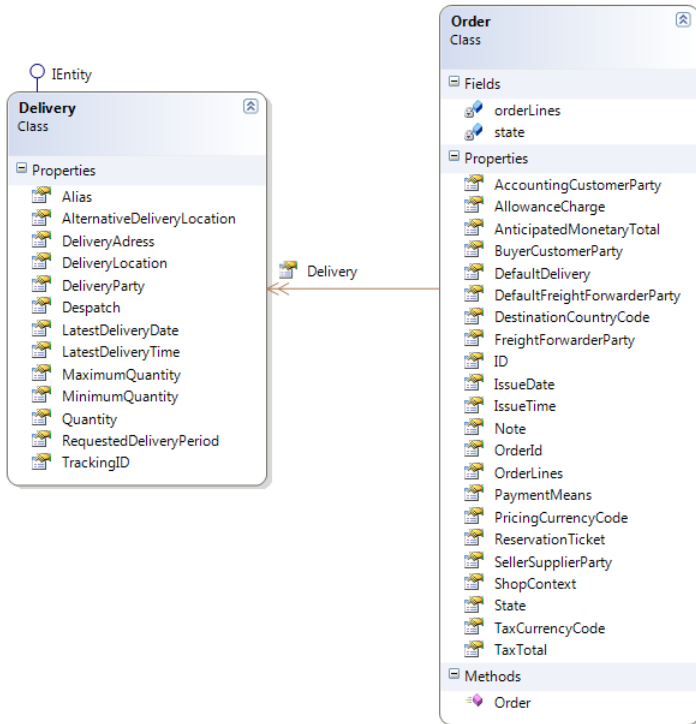 IEntity
Delivery
Class
Properties
Alias
AlternativeDeliveryLocation
DeliveryAdress
DeliveryLocation
DeliveryParty
Despatch
LatestDeliveryDate
LatestDeliveryTime
MaximumQuantity
MinimumQuantity
Quantity
RequestedDeliveryPeriod
TrackingID
Delivery
Order
Class
Fields
orderLines
state
Properties
AccountingCustomerParty
AllowanceCharge
AnticipatedMonetaryTotal
BuyerCustomerParty
DefaultDelivery
DefaultFreightForwarderParty
DestinationCountryCode
FreightForwarderParty
ID
IssueDate
IssueTime
Note
OrderId
OrderLines
PaymentMeans
PricingCurrencyCode
ReservationTicket
SellerSupplierParty
ShopContext
State
TaxCurrencyCode
TaxTotal
Methods
Order